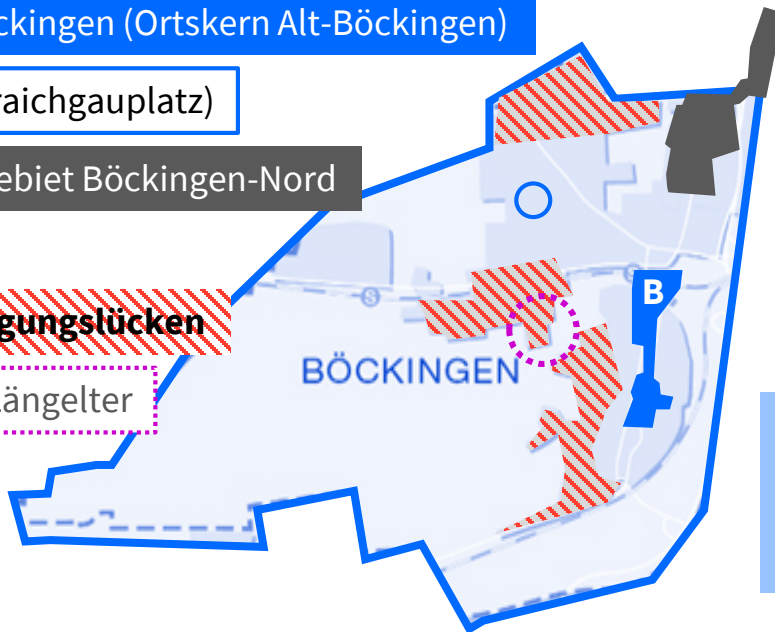 ckingen (Ortskern Alt-Böckingen)
raichgauplatz)
ebiet Böckingen-Nord
gungslücken
ängelter
BÖCKINGEN
B
S